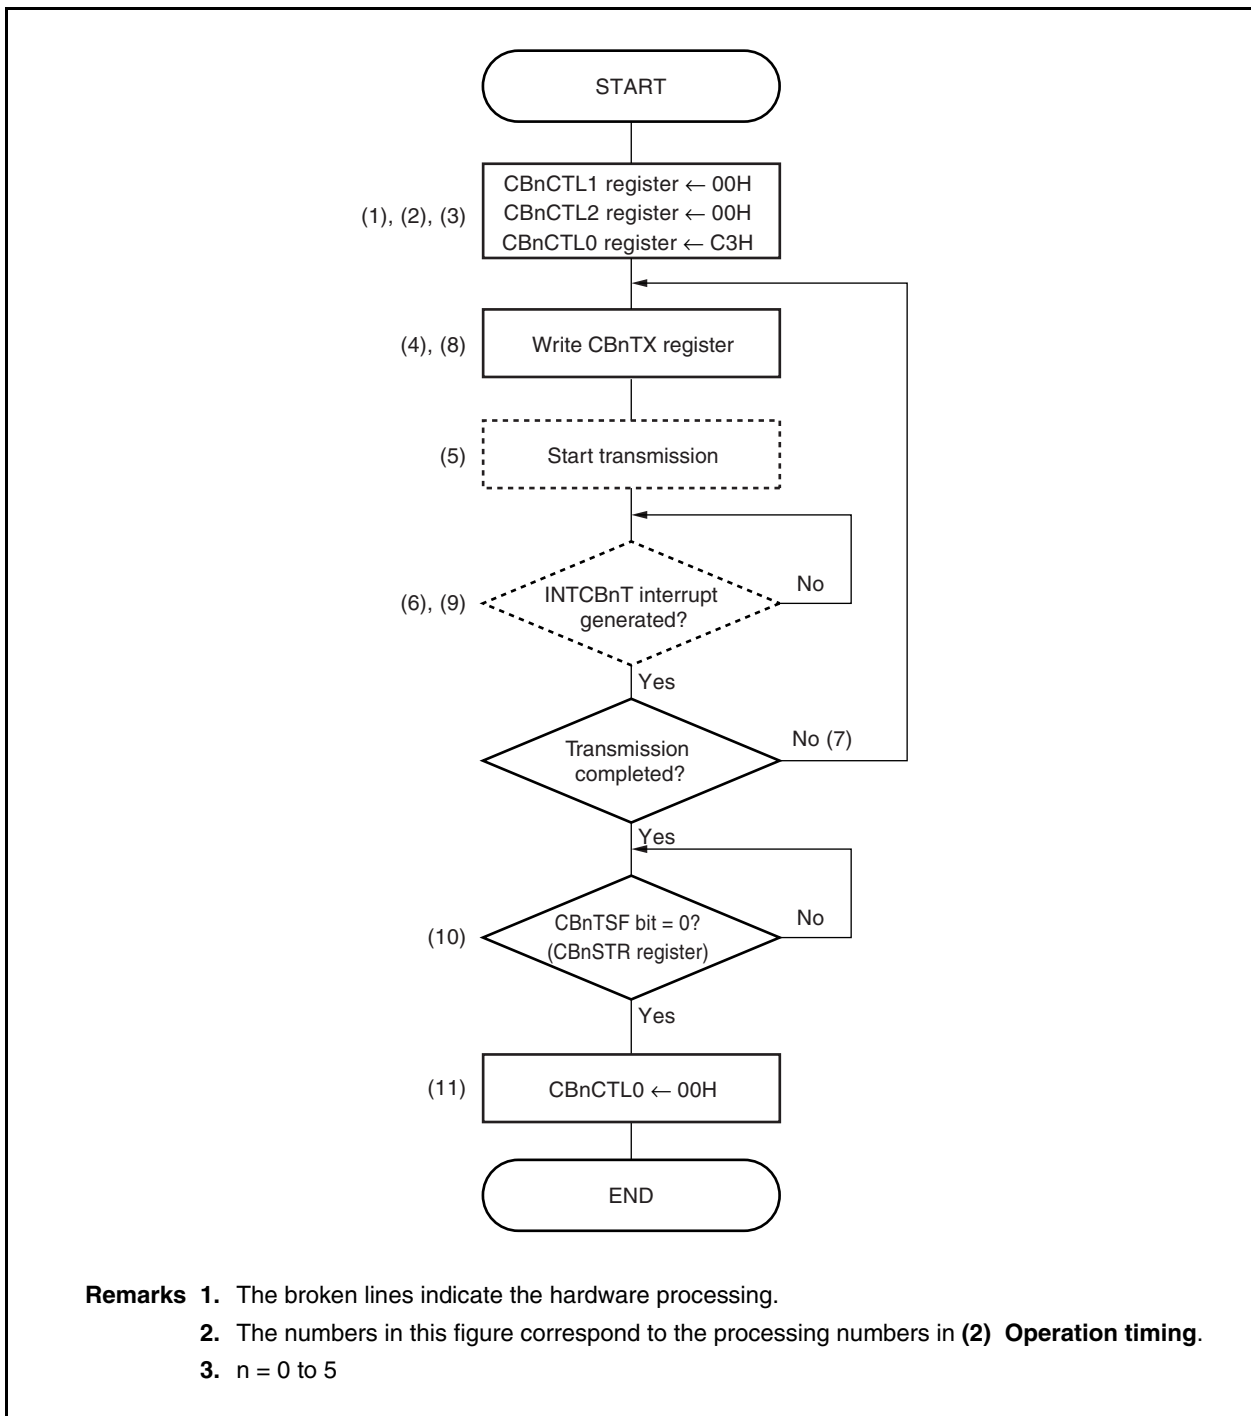 START
(1), (2), (3)
CBnCTL1 register ← 00H
CBnCTL2 register ← 00H
CBnCTL0 register ← C3H
(4), (8)
Write CBnTX register
(5)
Start transmission
(6), (9)
INTCBnT interrupt
generated?
No
Yes
Transmission
completed?
No (7)
Yes
(10)
CBnTSF bit = 0?
(CBnSTR register)
No
Yes
(11)
CBnCTL0 ← 00H
END
Remarks 1. The broken lines indicate the hardware processing.
2. The numbers in this figure correspond to the processing numbers in (2) Operation timing.
3. n = 0 to 5